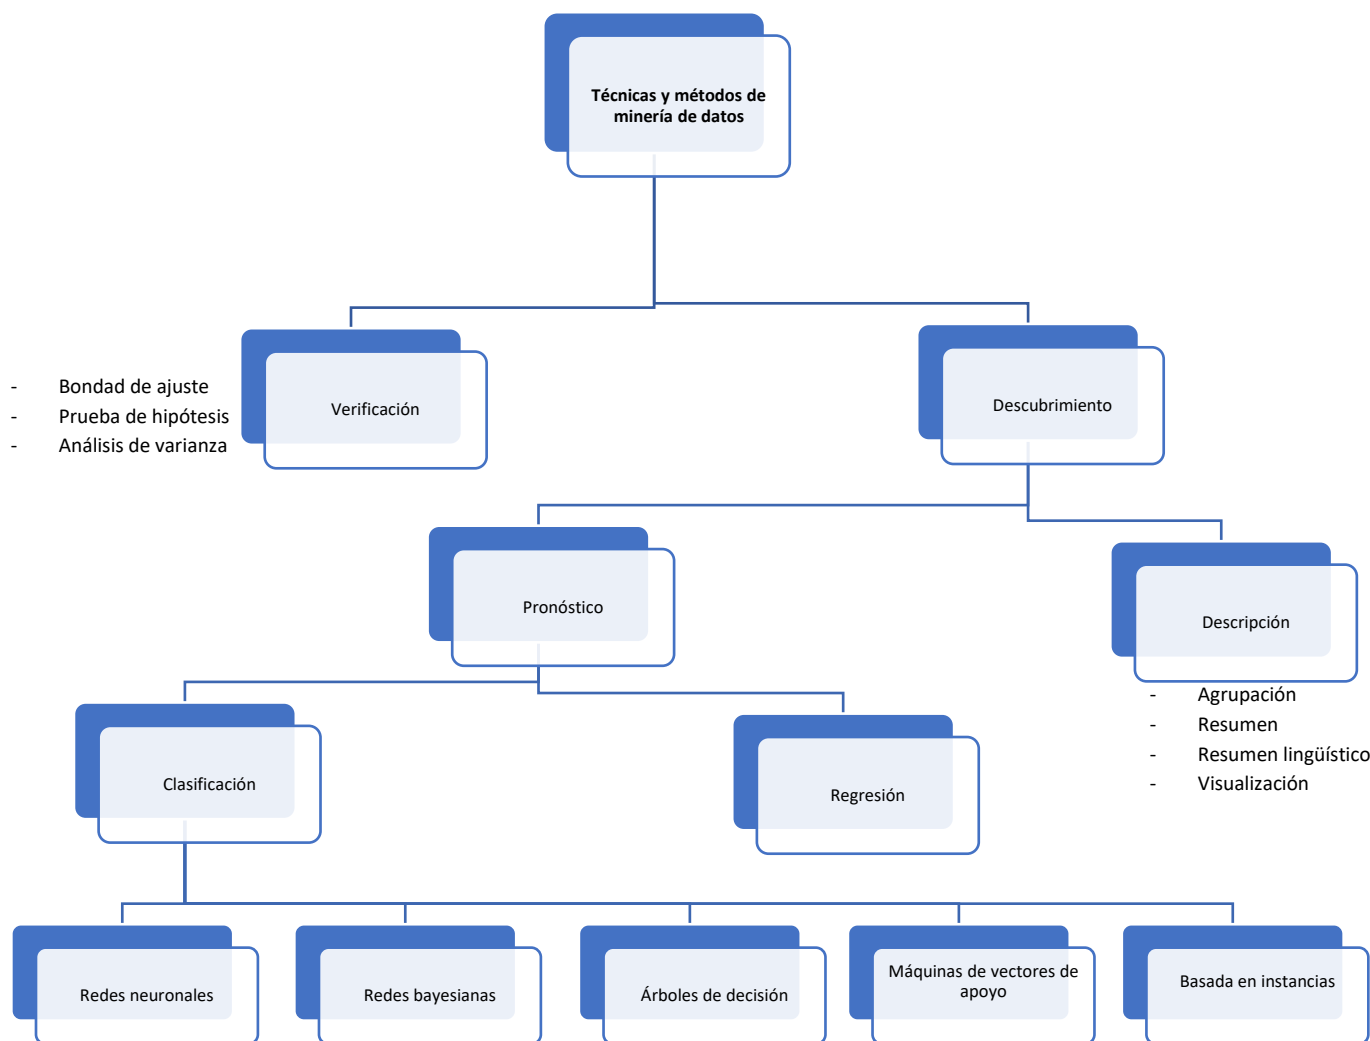 Técnicas y métodos de
minería de datos
Verificación
- Bondad de ajuste
- Prueba de hipótesis
- Análisis de varianza
Descubrimiento
Pronóstico
Descripción
- Agrupación
- Resumen
- Resumen lingüístico
- Visualización
Clasificación
Regresión
Redes neuronales
Redes bayesianas
Árboles de decisión
Máquinas de vectores de
apoyo
Basada en instancias